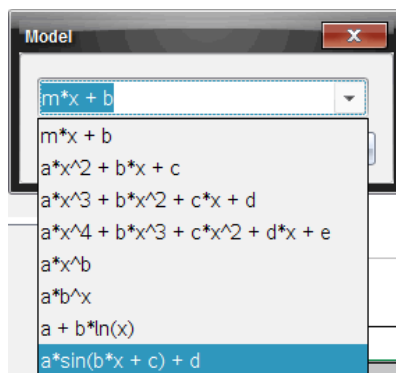 Model
m*x + b
m*x + b
a*x^2 + b*x + c
a*x^3 + b*x^2 + c*x + d
a*x^4 + b*x^3 + c*x^2 + d*x + e
a*x^b
a*b^x
a + b*ln(x)
a*sin(b*x + c) + d